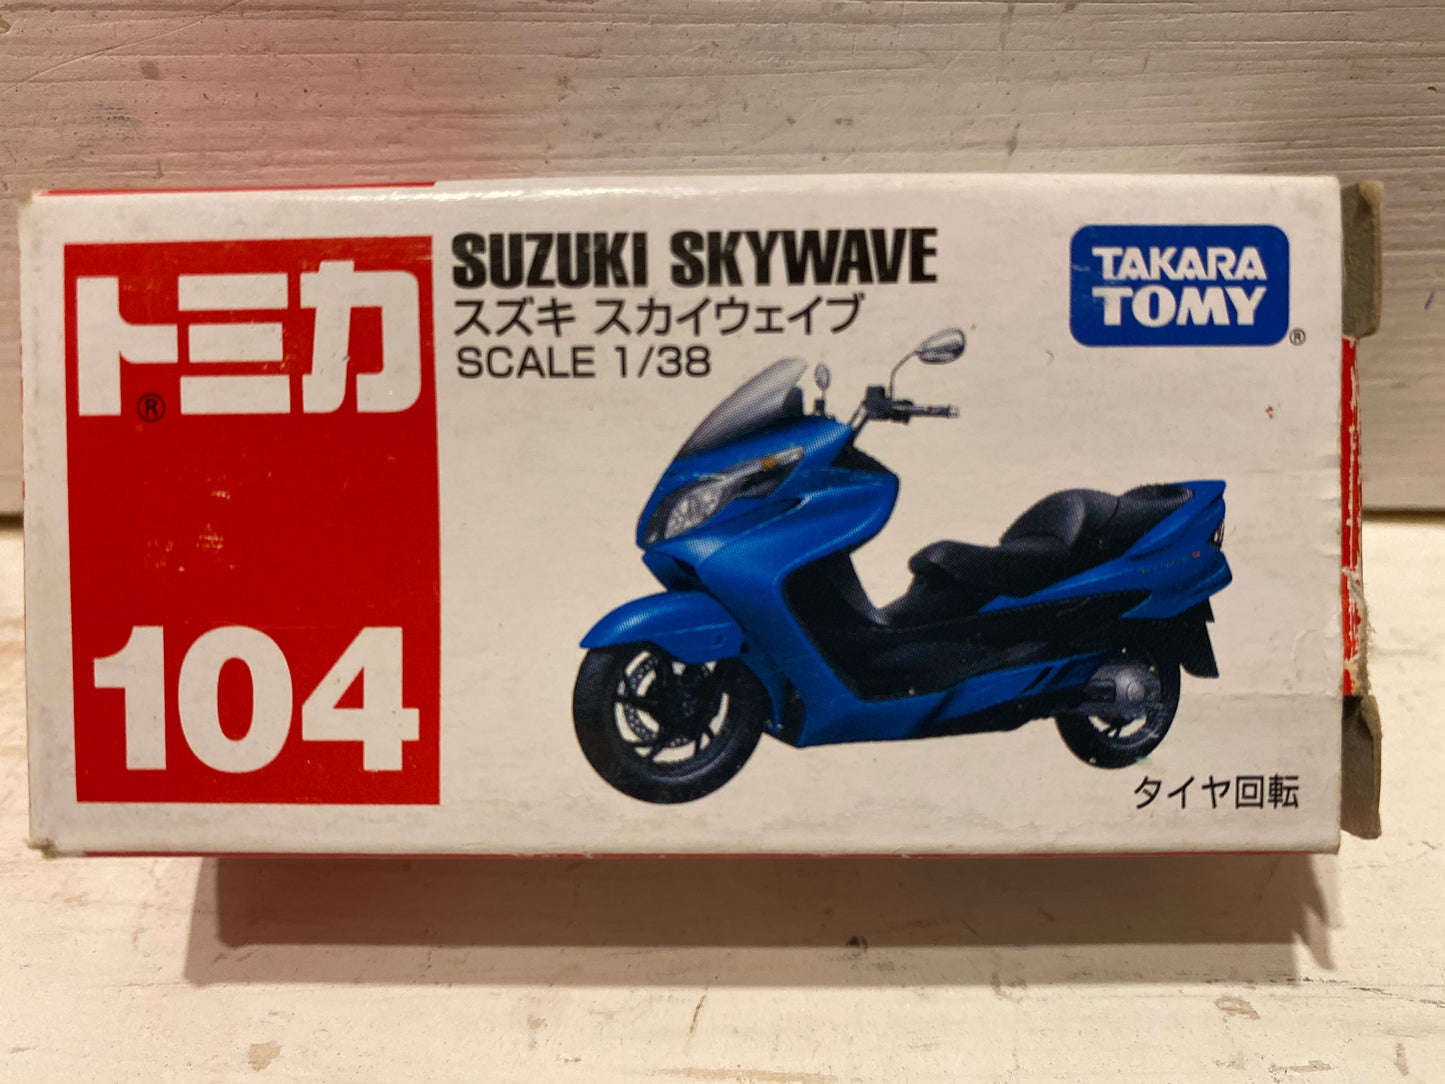 トミカ
®
104
SUZUKI SKYWAVE
スズキ スカイウェイブ
SCALE 1/38
TAKARA
TOMY
®
タイヤ回転